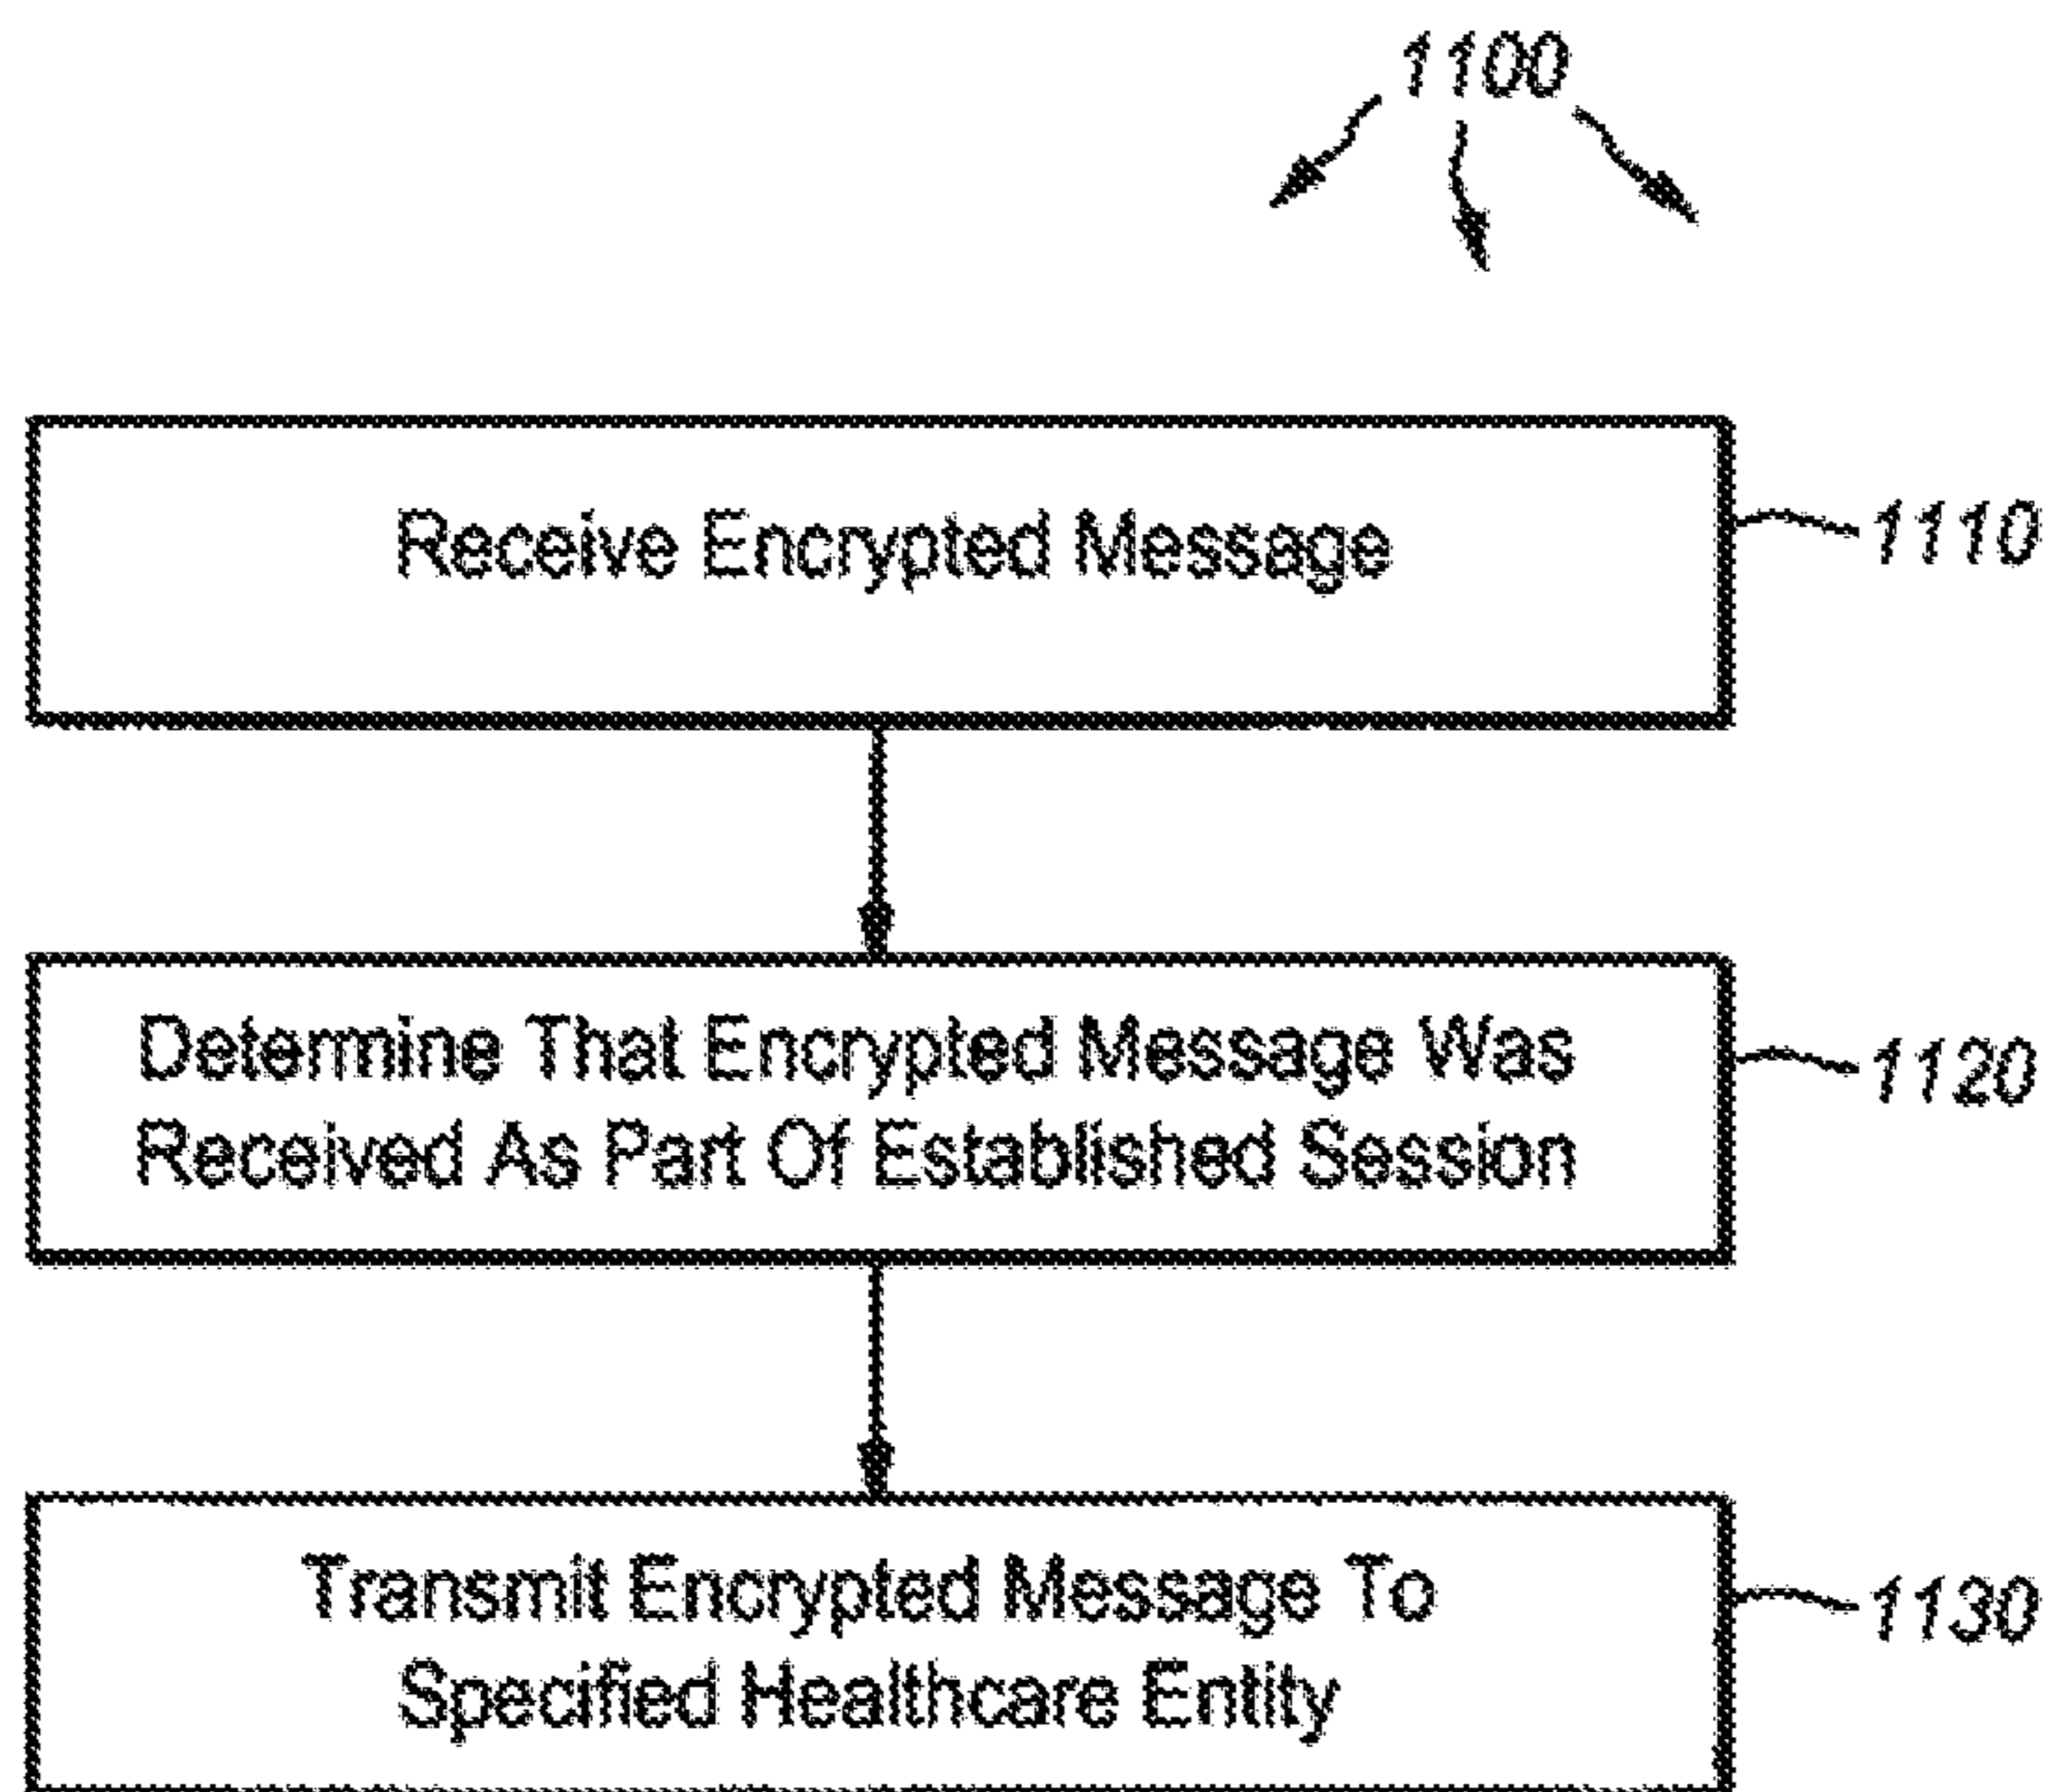 1100
Receive Encrypted Message
1110
Determine That Encrypted Message Was
Received As Part Of Established Session
1120
Transmit Encrypted Message To
Specified Healthcare Entity
1130